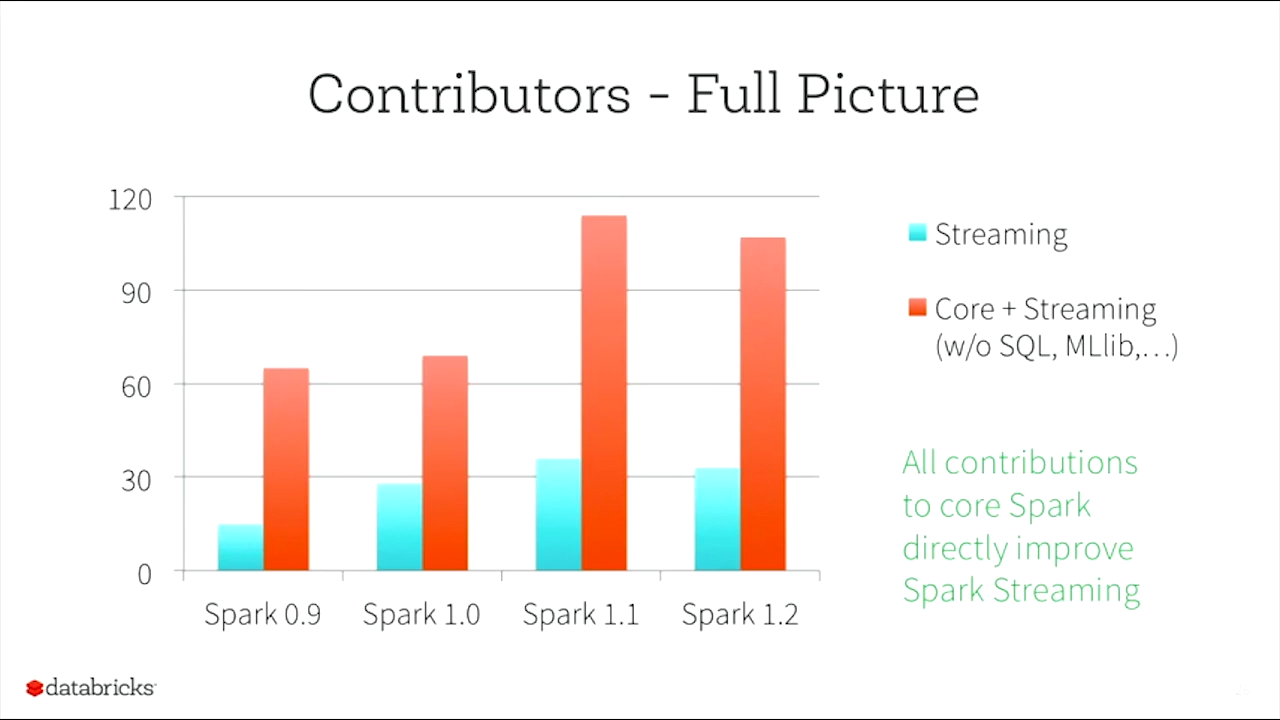 Contributors - Full Picture
120
90
60
30
0
Spark 0.9
Spark 1.0
Spark 1.1
Spark 1.2
Streaming
Core + Streaming
(w/o SQL, MLlib,...)
All contributions
to core Spark
directly improve
Spark Streaming
databricks